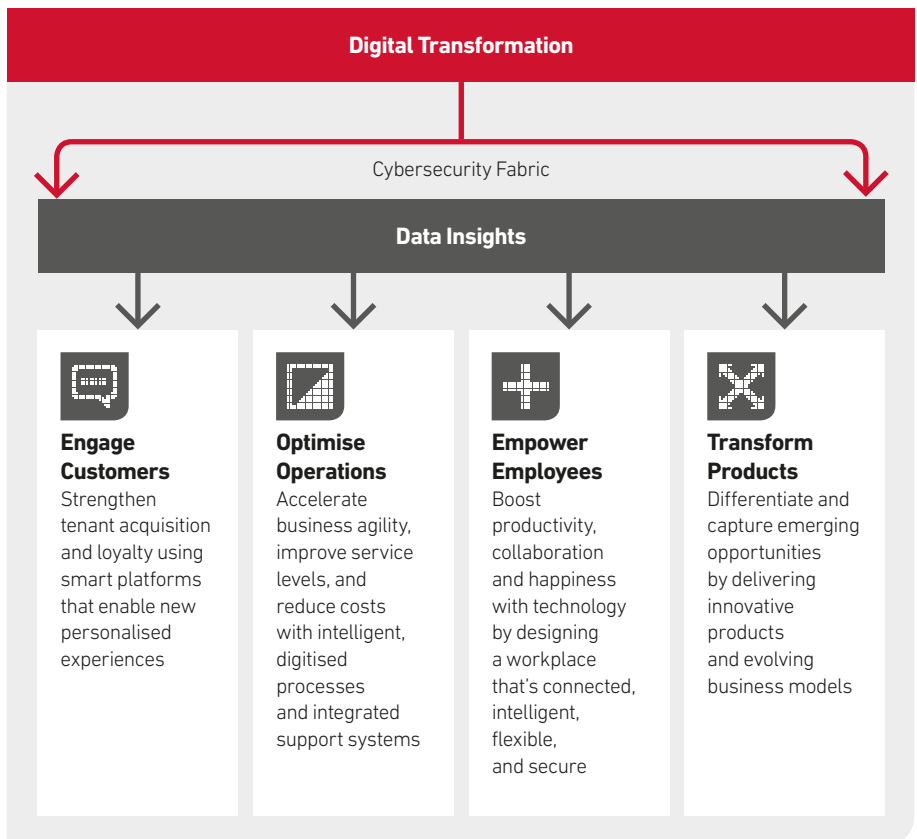 Digital Transformation
Cybersecurity Fabric
Data Insights
Engage
Customers
Strengthen
tenant acquisition
and loyalty using
smart platforms
that enable new
personalised
experiences
Optimise
Operations
Accelerate
business agility,
improve service
levels, and
reduce costs
with intelligent,
digitised
processes
and integrated
support systems
Empower
Employees
Boost
productivity,
collaboration
and happiness
with technology
by designing
a workplace
that’s connected,
intelligent,
flexible,
and secure
Transform
Products
Differentiate and
capture emerging
opportunities
by delivering
innovative
products
and evolving
business models